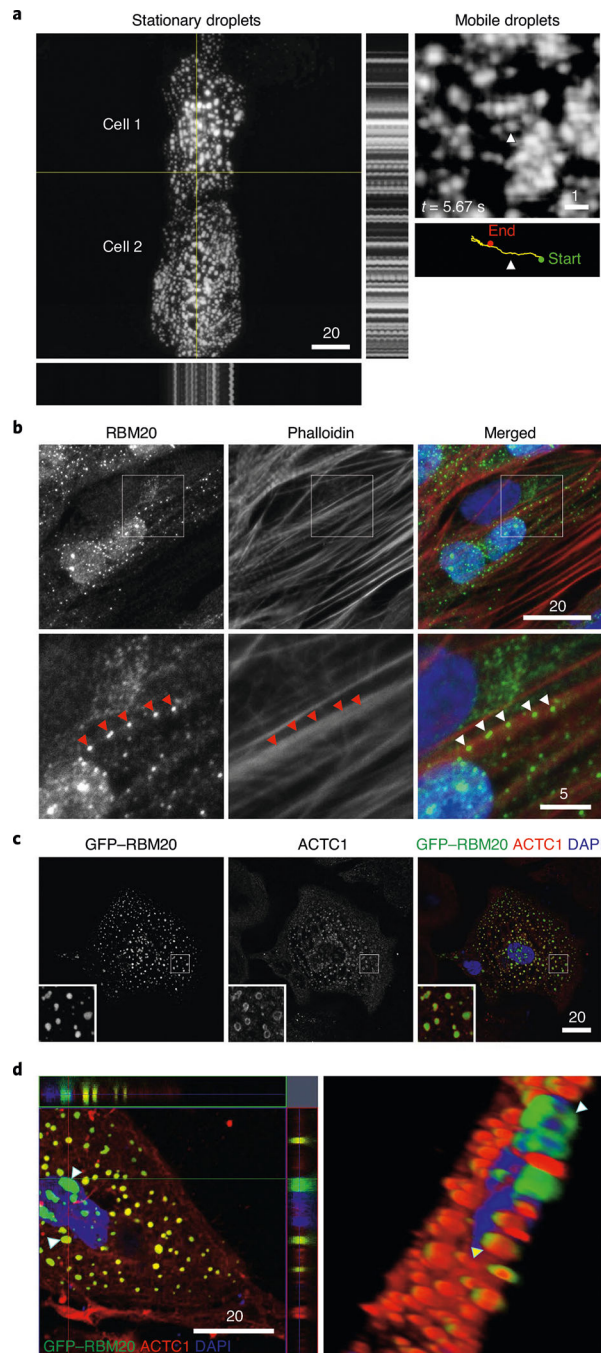 a
Stationary droplets
Mobile droplets
Cell 1
Cell 2
20
t = 5.67 s
1
End
Start
b
RBM20
Phalloidin
Merged
20
5
c
GFP–RBM20
ACTC1
GFP–RBM20 ACTC1 DAPI
20
d
20
GFP–RBM20 ACTC1 DAPI